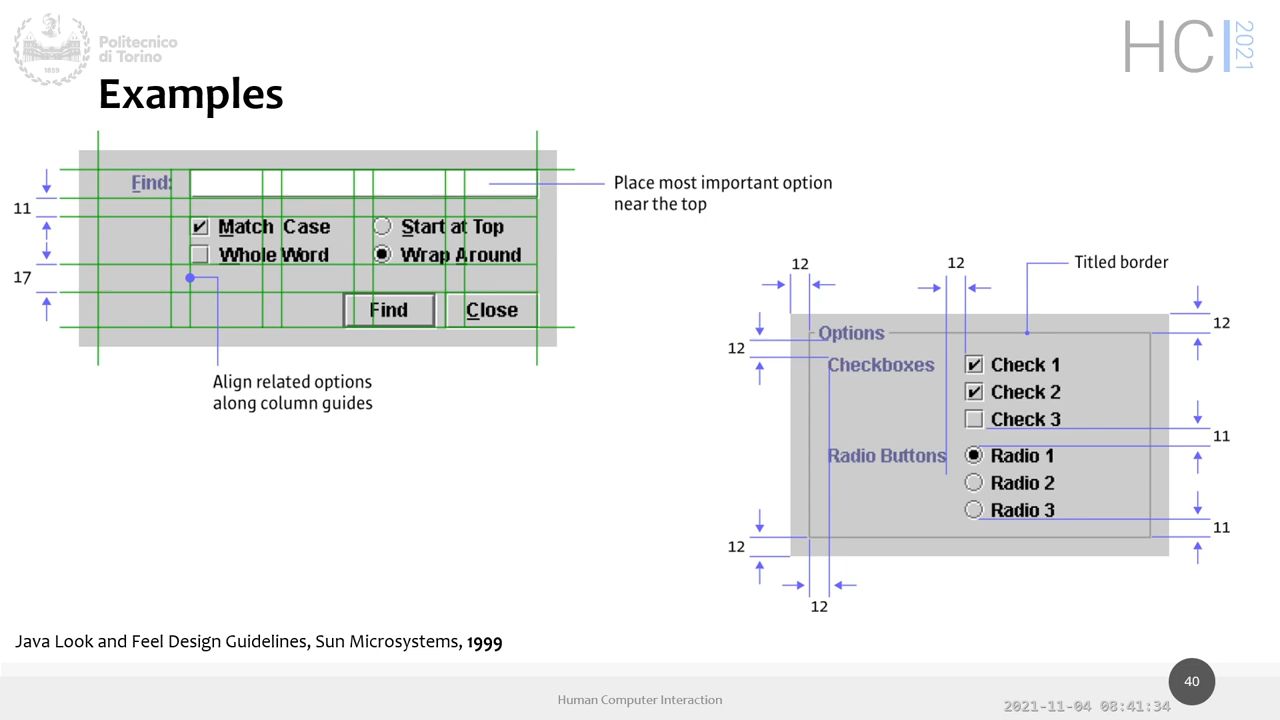 Politecnico
di Torino
1859
HCI
2021
Examples
Find:
Match Case
Start at Top
Whole Word
Wrap Around
Find
Close
11
17
Place most important option
near the top
Align related options
along column guides
12
12
Titled border
12
12
Options
Checkboxes
Check 1
Check 2
Check 3
11
Radio Buttons
Radio 1
Radio 2
Radio 3
11
12
12
Java Look and Feel Design Guidelines, Sun Microsystems, 1999
Human Computer Interaction
40
2021-11-04 08:41:34